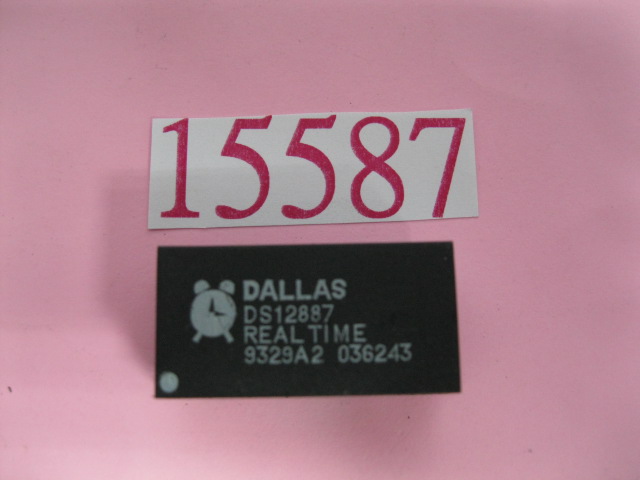 15587
DALLAS
DS12887
REALTIME
9329A2 036243